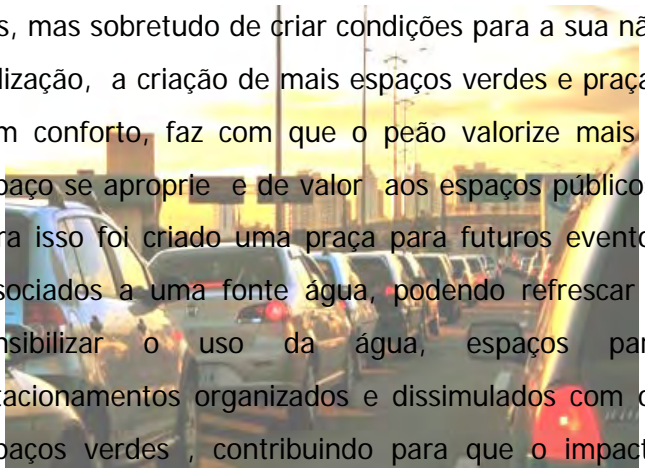 s, mas sobretudo de criar condições para a sua nã
lização, a criação de mais espaços verdes e praça
m conforto, faz com que o peão valorize mais
paço se aproprie e de valor aos espaços público
ra isso foi criado uma praça para futuros evento
sociados a uma fonte água, podendo refrescar
nsibilizar o uso da água, espaços par
tacionamentos organizados e dissimulados com o
paços verdes , contribuindo para que o impact